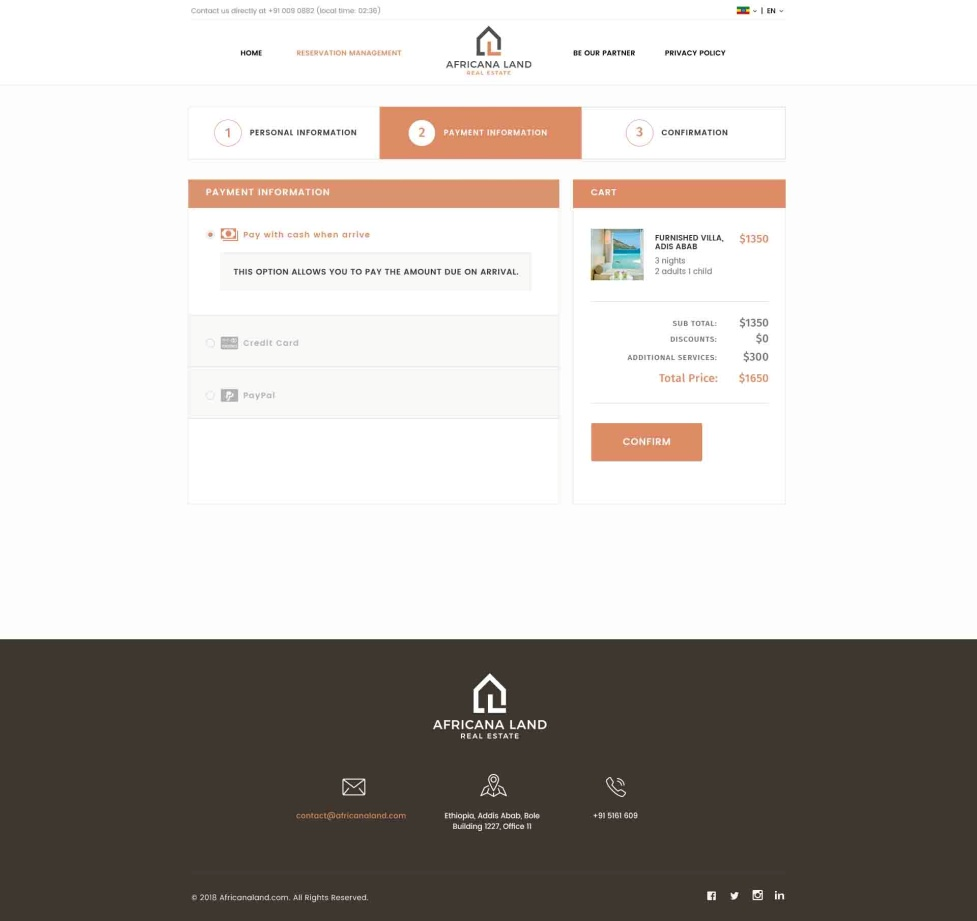 Contact us directly at +91 009 0882 (local time: 02:36)
| EN
HOME
RESERVATION MANAGEMENT
AFRICANA LAND
REAL ESTATE
BE OUR PARTNER
PRIVACY POLICY
1 PERSONAL INFORMATION
2 PAYMENT INFORMATION
3 CONFIRMATION
PAYMENT INFORMATION
Pay with cash when arrive
THIS OPTION ALLOWS YOU TO PAY THE AMOUNT DUE ON ARRIVAL.
Credit Card
PayPal
CART
FURNISHED VILLA, $1350
ADIS ABAB
3 nights
2 adults 1 child
SUB TOTAL: $1350
DISCOUNTS: $0
ADDITIONAL SERVICES: $300
Total Price: $1650
CONFIRM
AFRICANA LAND
REAL ESTATE
contact@africanaland.com
Ethiopia, Addis Abab, Bole
Building 1227, Office 11
+91 5161 609
© 2018 Africanaland.com. All Rights Reserved.